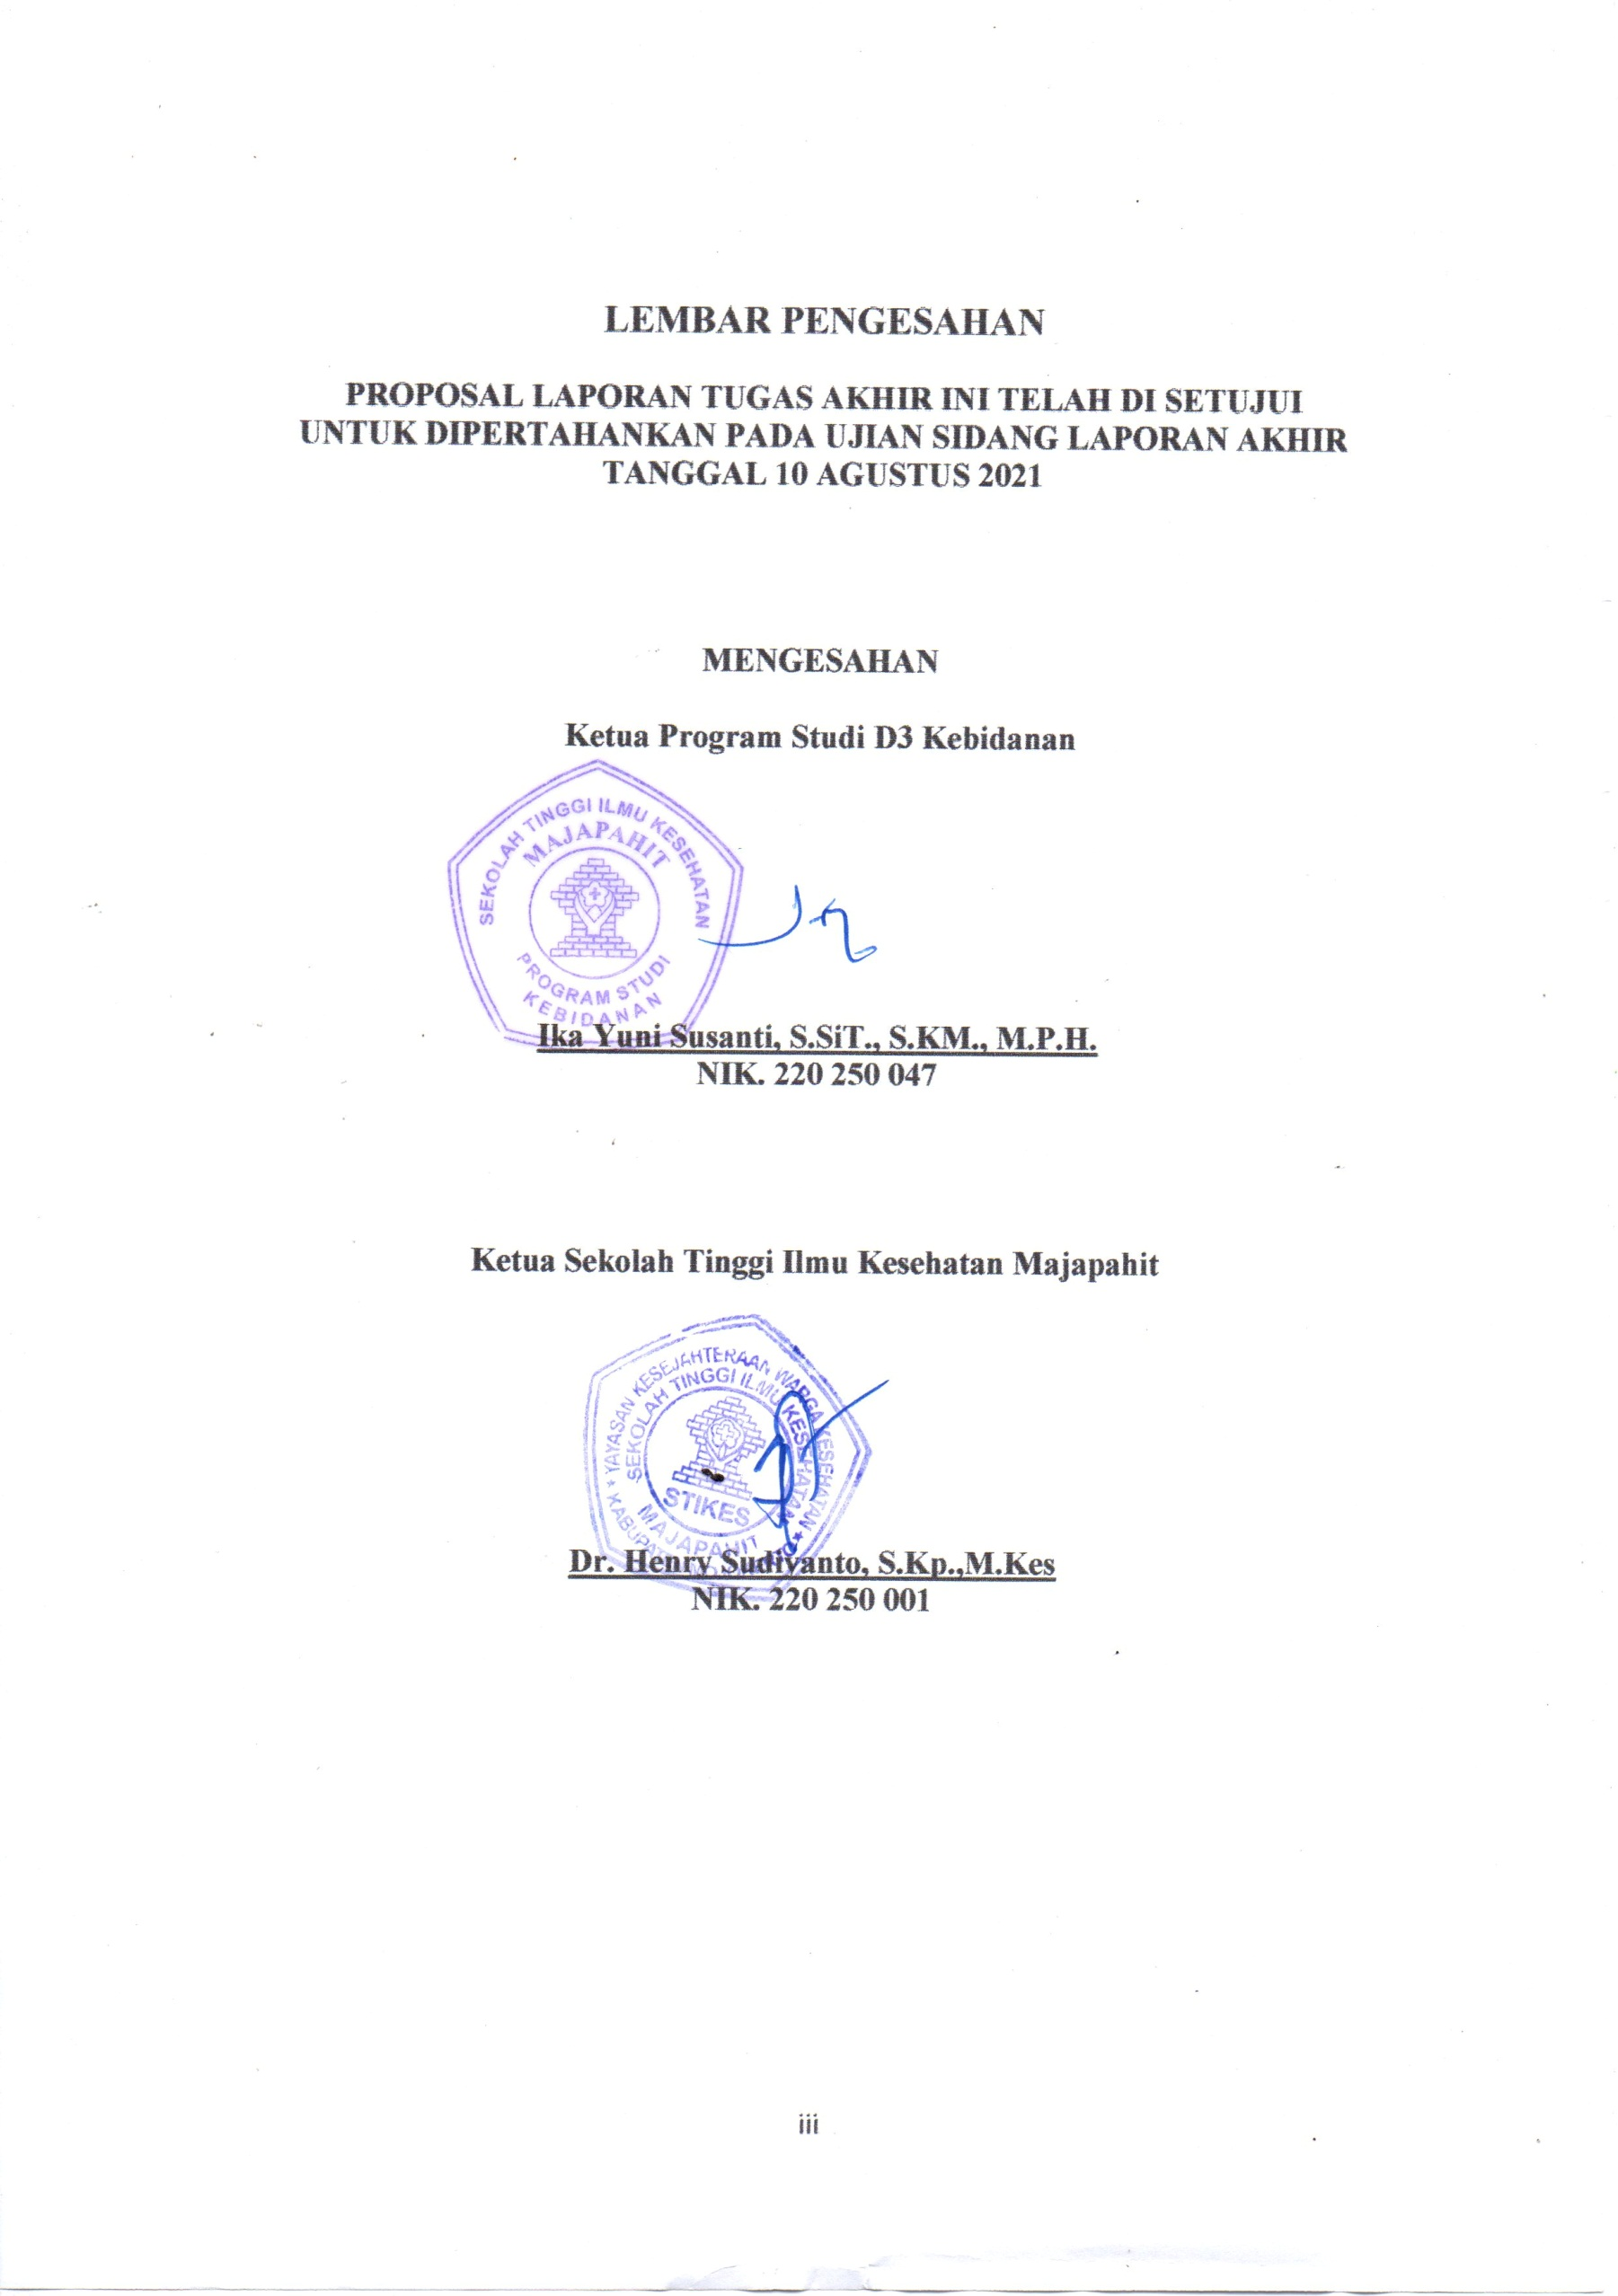 LEMBAR PENGESAHAN
PROPOSAL LAPORAN TUGAS AKHIR INI TELAH DI SETUJUI
UNTUK DIPERTAHANKAN PADA UJIAN SIDANG LAPORAN AKHIR
TANGGAL 10 AGUSTUS 2021
MENGESAHAN
Ketua Program Studi D3 Kebidanan
SEKOLAH TINGGI ILMU KESEHATAN
MAJAPAHIT
PROGRAM STUDI
KEBIDANAN
Ika Yuni Susanti, S.SiT., S.KM., M.P.H.
NIK. 220 250 047
Ketua Sekolah Tinggi Ilmu Kesehatan Majapahit
YAYASAN KESEJAHTERAAN WARGA KESEHATAN
SEKOLAH TINGGI ILMU KESEHATAN
STIKES
MAJAPAHIT
Dr. Henry Sudiyanto, S.Kp.,M.Kes
NIK. 220 250 001
iii